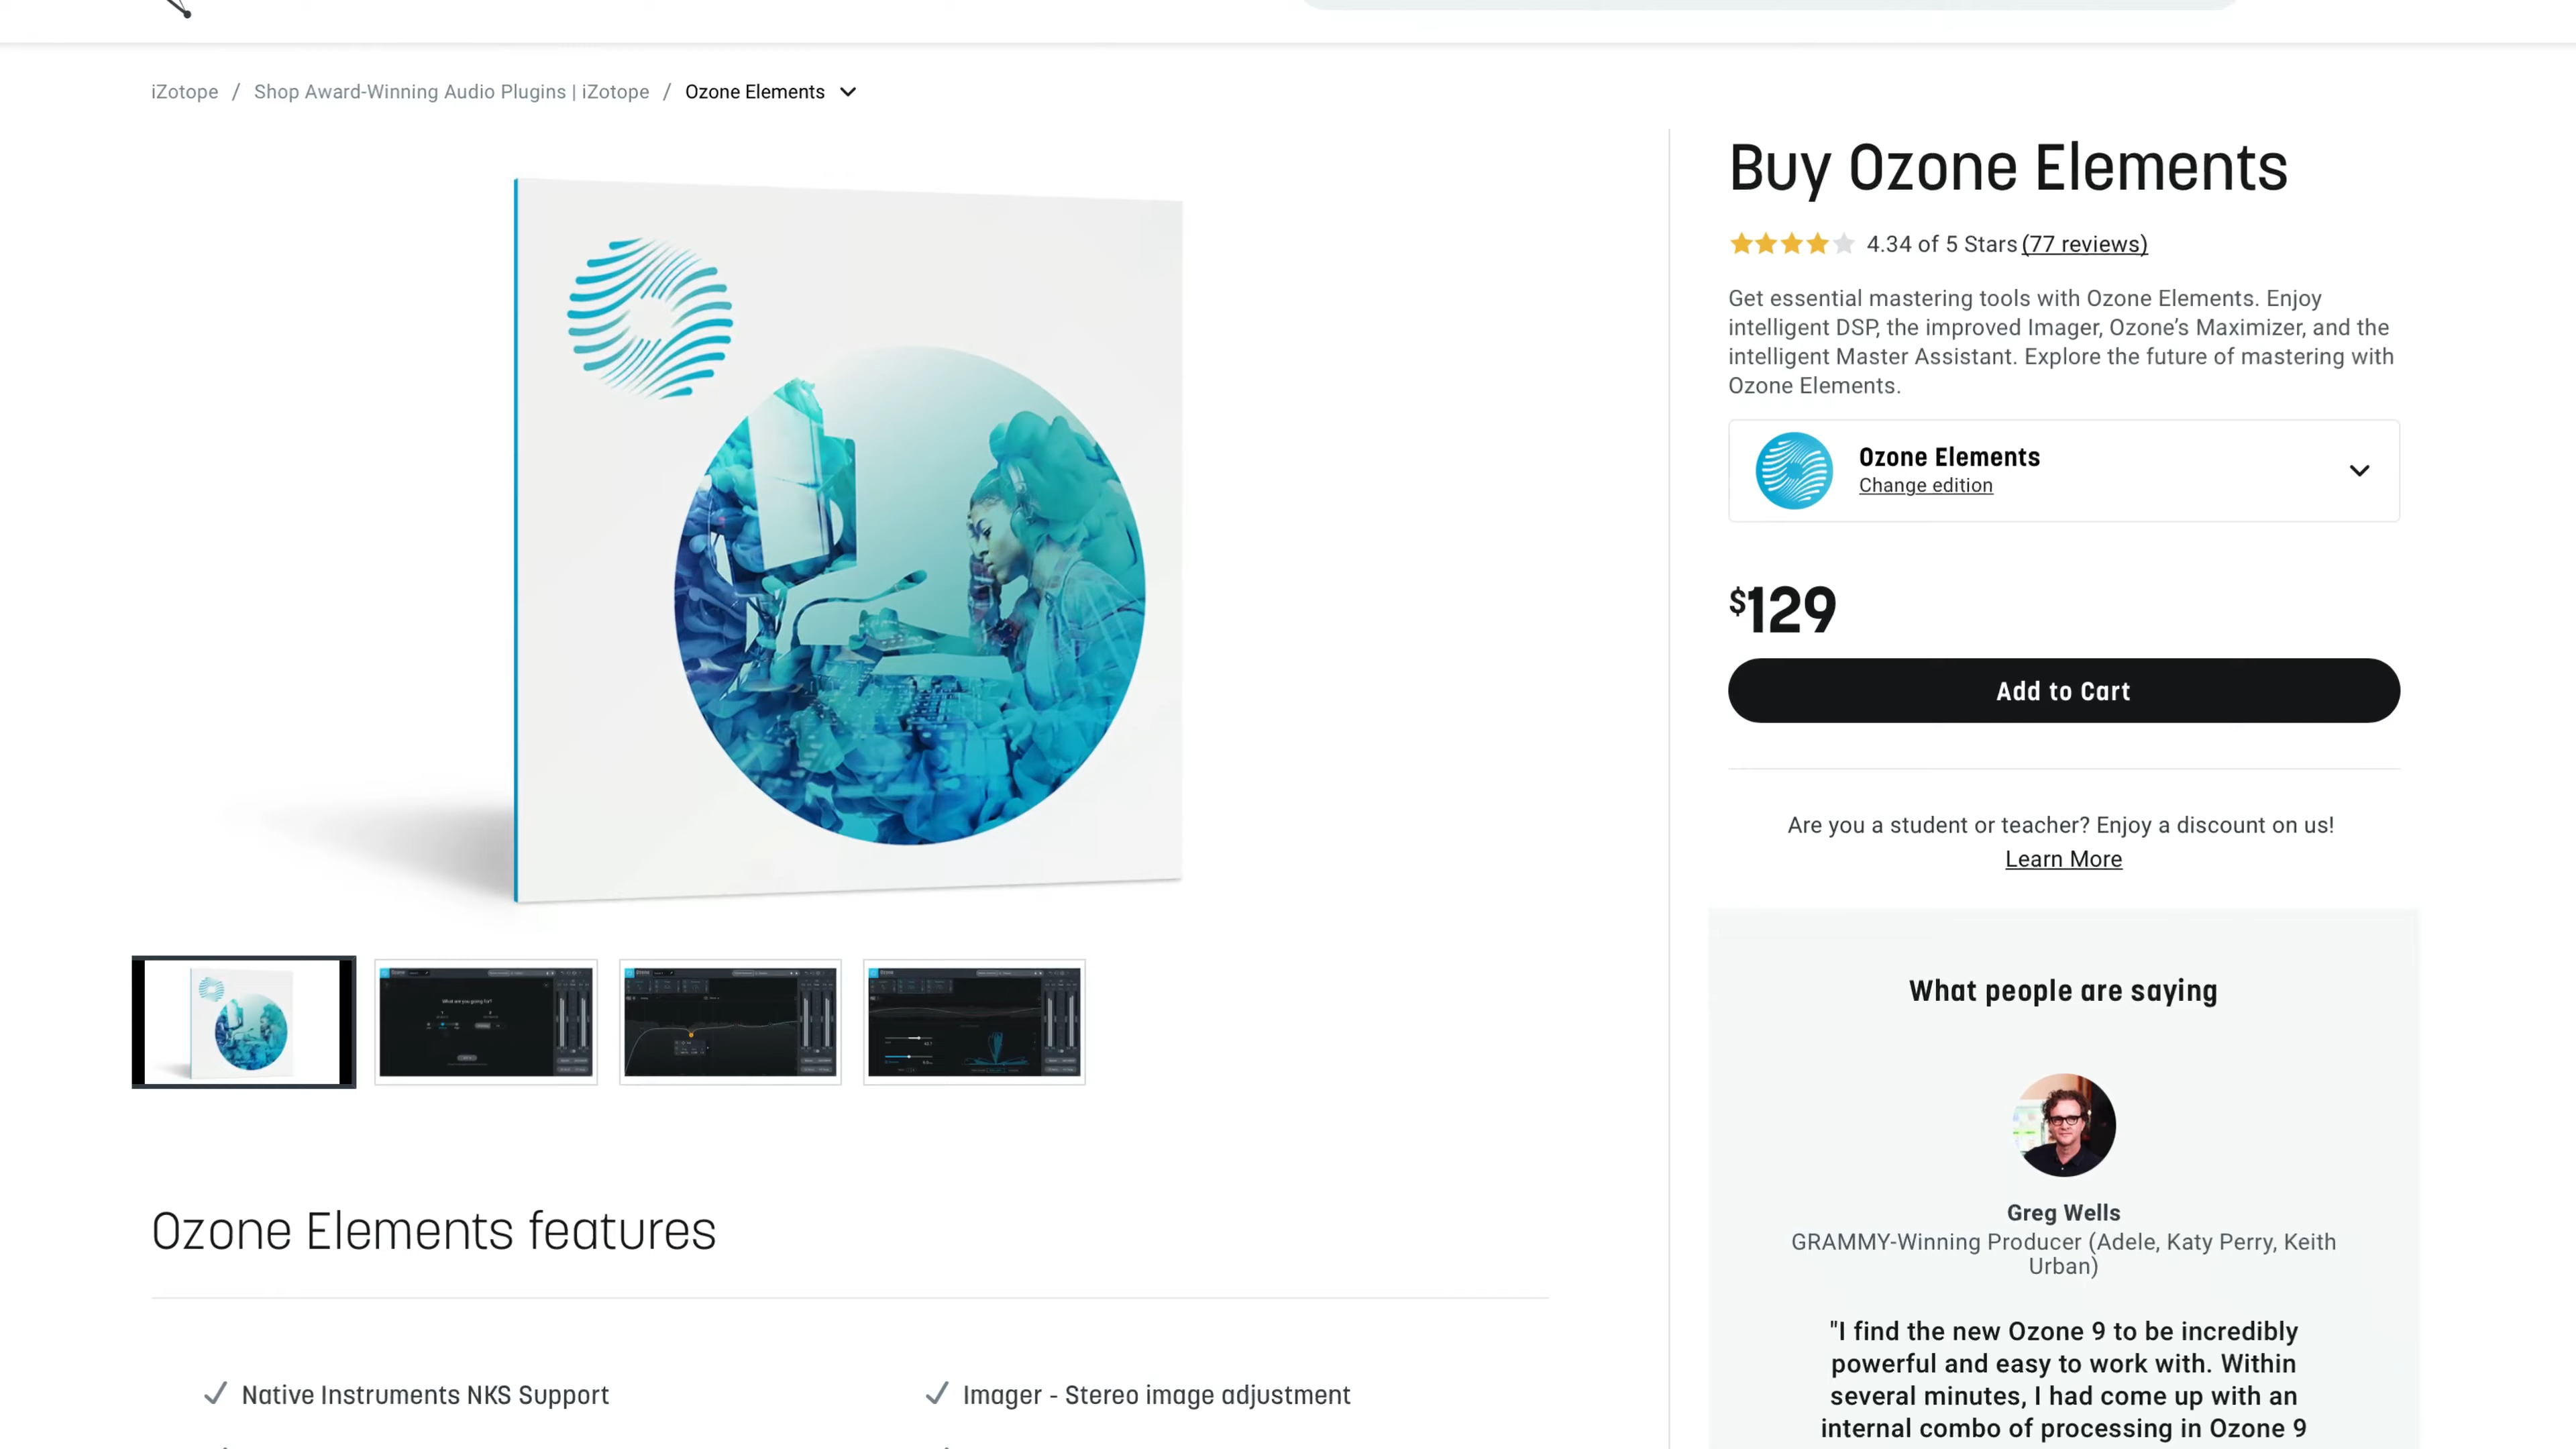 iZotope / Shop Award-Winning Audio Plugins | iZotope / Ozone Elements
Buy Ozone Elements
4.34 of 5 Stars (77 reviews)
Get essential mastering tools with Ozone Elements. Enjoy
intelligent DSP, the improved Imager, Ozone’s Maximizer, and the
intelligent Master Assistant. Explore the future of mastering with
Ozone Elements.
Ozone Elements
Change edition
$129
Add to Cart
Are you a student or teacher? Enjoy a discount on us!
Learn More
What are you going for?
What people are saying
Greg Wells
GRAMMY-Winning Producer (Adele, Katy Perry, Keith
Urban)
"I find the new Ozone 9 to be incredibly
powerful and easy to work with. Within
several minutes, I had come up with an
internal combo of processing in Ozone 9
Ozone Elements features
Native Instruments NKS Support
Imager - Stereo image adjustment